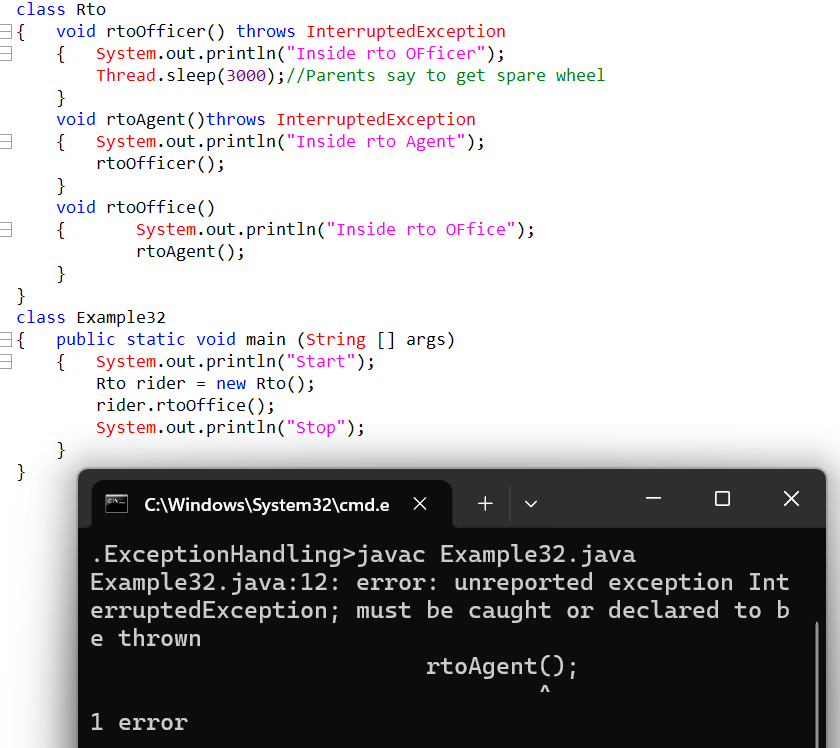 class Rto
{   void rtoOfficer() throws InterruptedException
    {   System.out.println("Inside rto OFficer");
        Thread.sleep(3000);//Parents say to get spare wheel
    }
    void rtoAgent()throws InterruptedException
    {   System.out.println("Inside rto Agent");
        rtoOfficer();
    }
    void rtoOffice()
    {       System.out.println("Inside rto OFfice");
            rtoAgent();
    }
}
class Example32
{   public static void main (String [] args)
    {   System.out.println("Start");
        Rto rider = new Rto();
        rider.rtoOffice();
        System.out.println("Stop");
    }
}
C:\Windows\System32\cmd.e
.ExceptionHandling>javac Example32.java
Example32.java:12: error: unreported exception Int
erruptedException; must be caught or declared to b
e thrown
                        rtoAgent();
                                ^
1 error